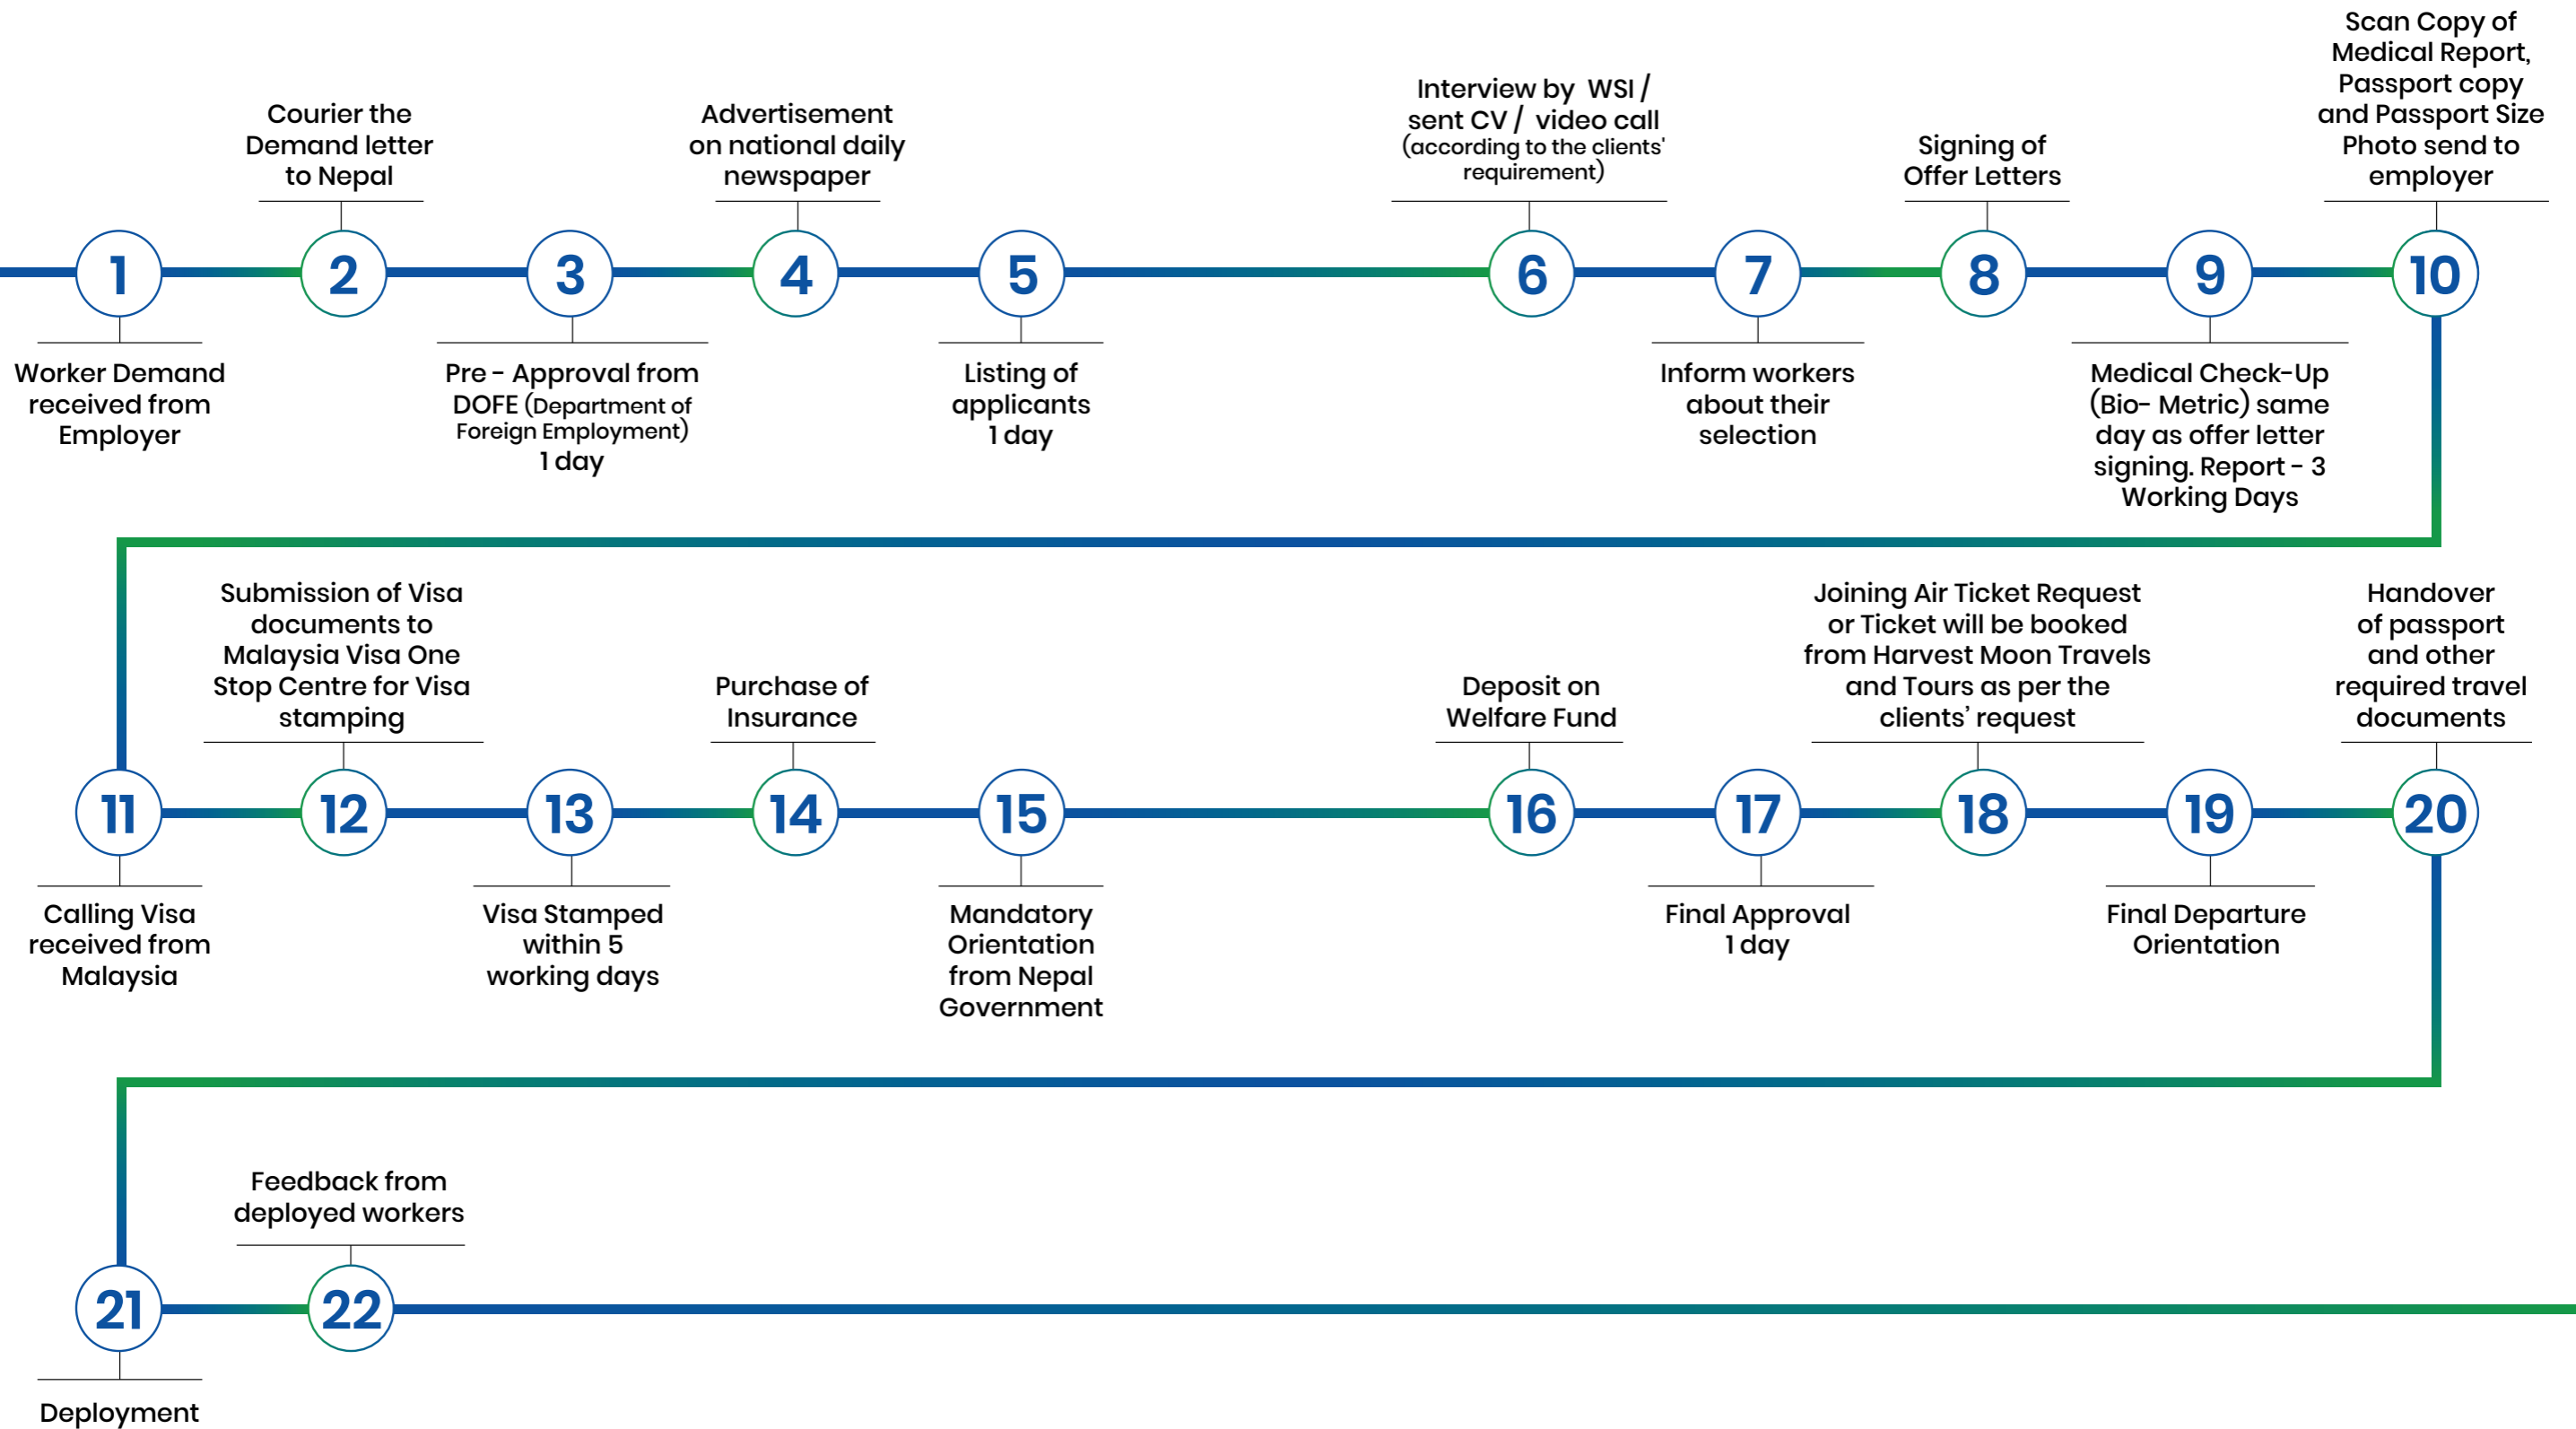 1
Worker Demand
received from
Employer
Courier the
Demand letter
to Nepal
2
3
Pre - Approval from
DOFE (Department of
Foreign Employment)
1 day
Advertisement
on national daily
newspaper
4
5
Listing of
applicants
1 day
Interview by WSI /
sent CV / video call
(according to the clients'
requirement)
6
7
Inform workers
about their
selection
Signing of
Offer Letters
8
9
Medical Check-Up
(Bio- Metric) same
day as offer letter
signing. Report - 3
Working Days
Scan Copy of
Medical Report,
Passport copy
and Passport Size
Photo send to
employer
10
11
Calling Visa
received from
Malaysia
Submission of Visa
documents to
Malaysia Visa One
Stop Centre for Visa
stamping
12
13
Visa Stamped
within 5
working days
Purchase of
Insurance
14
15
Mandatory
Orientation
from Nepal
Government
Deposit on
Welfare Fund
16
17
Final Approval
1 day
Joining Air Ticket Request
or Ticket will be booked
from Harvest Moon Travels
and Tours as per the
clients’ request
18
19
Final Departure
Orientation
Handover
of passport
and other
required travel
documents
20
21
Deployment
Feedback from
deployed workers
22